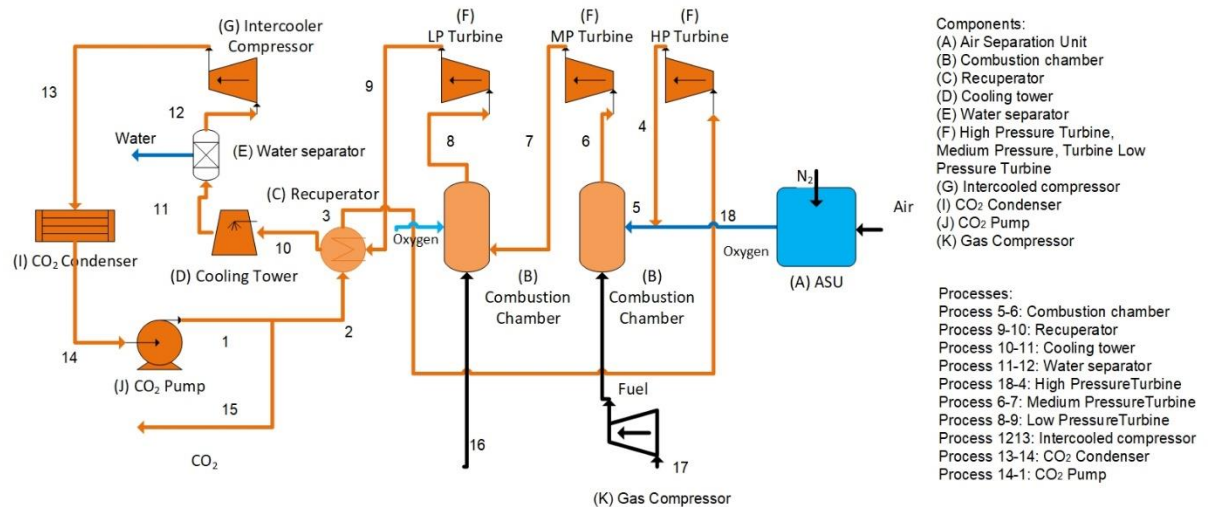 (G) Intercooler
Compressor
(F)
LP Turbine
(F)
MP Turbine
(F)
HP Turbine
13
12
9
8
7
6
4
Water
(E) Water separator
(C) Recuperator
11
10
3
Oxygen
5
18
Oxygen
N₂
Air
(I) CO₂ Condenser
(D) Cooling Tower
(B)
Combustion
Chamber
(B)
Combustion
Chamber
(A) ASU
14
1
2
(J) CO₂ Pump
15
CO₂
16
Fuel
17
(K) Gas Compressor
Components:
(A) Air Separation Unit
(B) Combustion chamber
(C) Recuperator
(D) Cooling tower
(E) Water separator
(F) High Pressure Turbine,
Medium Pressure, Turbine Low
Pressure Turbine
(G) Intercooled compressor
(I) CO₂ Condenser
(J) CO₂ Pump
(K) Gas Compressor
Processes:
Process 5-6: Combustion chamber
Process 9-10: Recuperator
Process 10-11: Cooling tower
Process 11-12: Water separator
Process 18-4: High PressureTurbine
Process 6-7: Medium PressureTurbine
Process 8-9: Low PressureTurbine
Process 1213: Intercooled compressor
Process 13-14: CO₂ Condenser
Process 14-1: CO₂ Pump